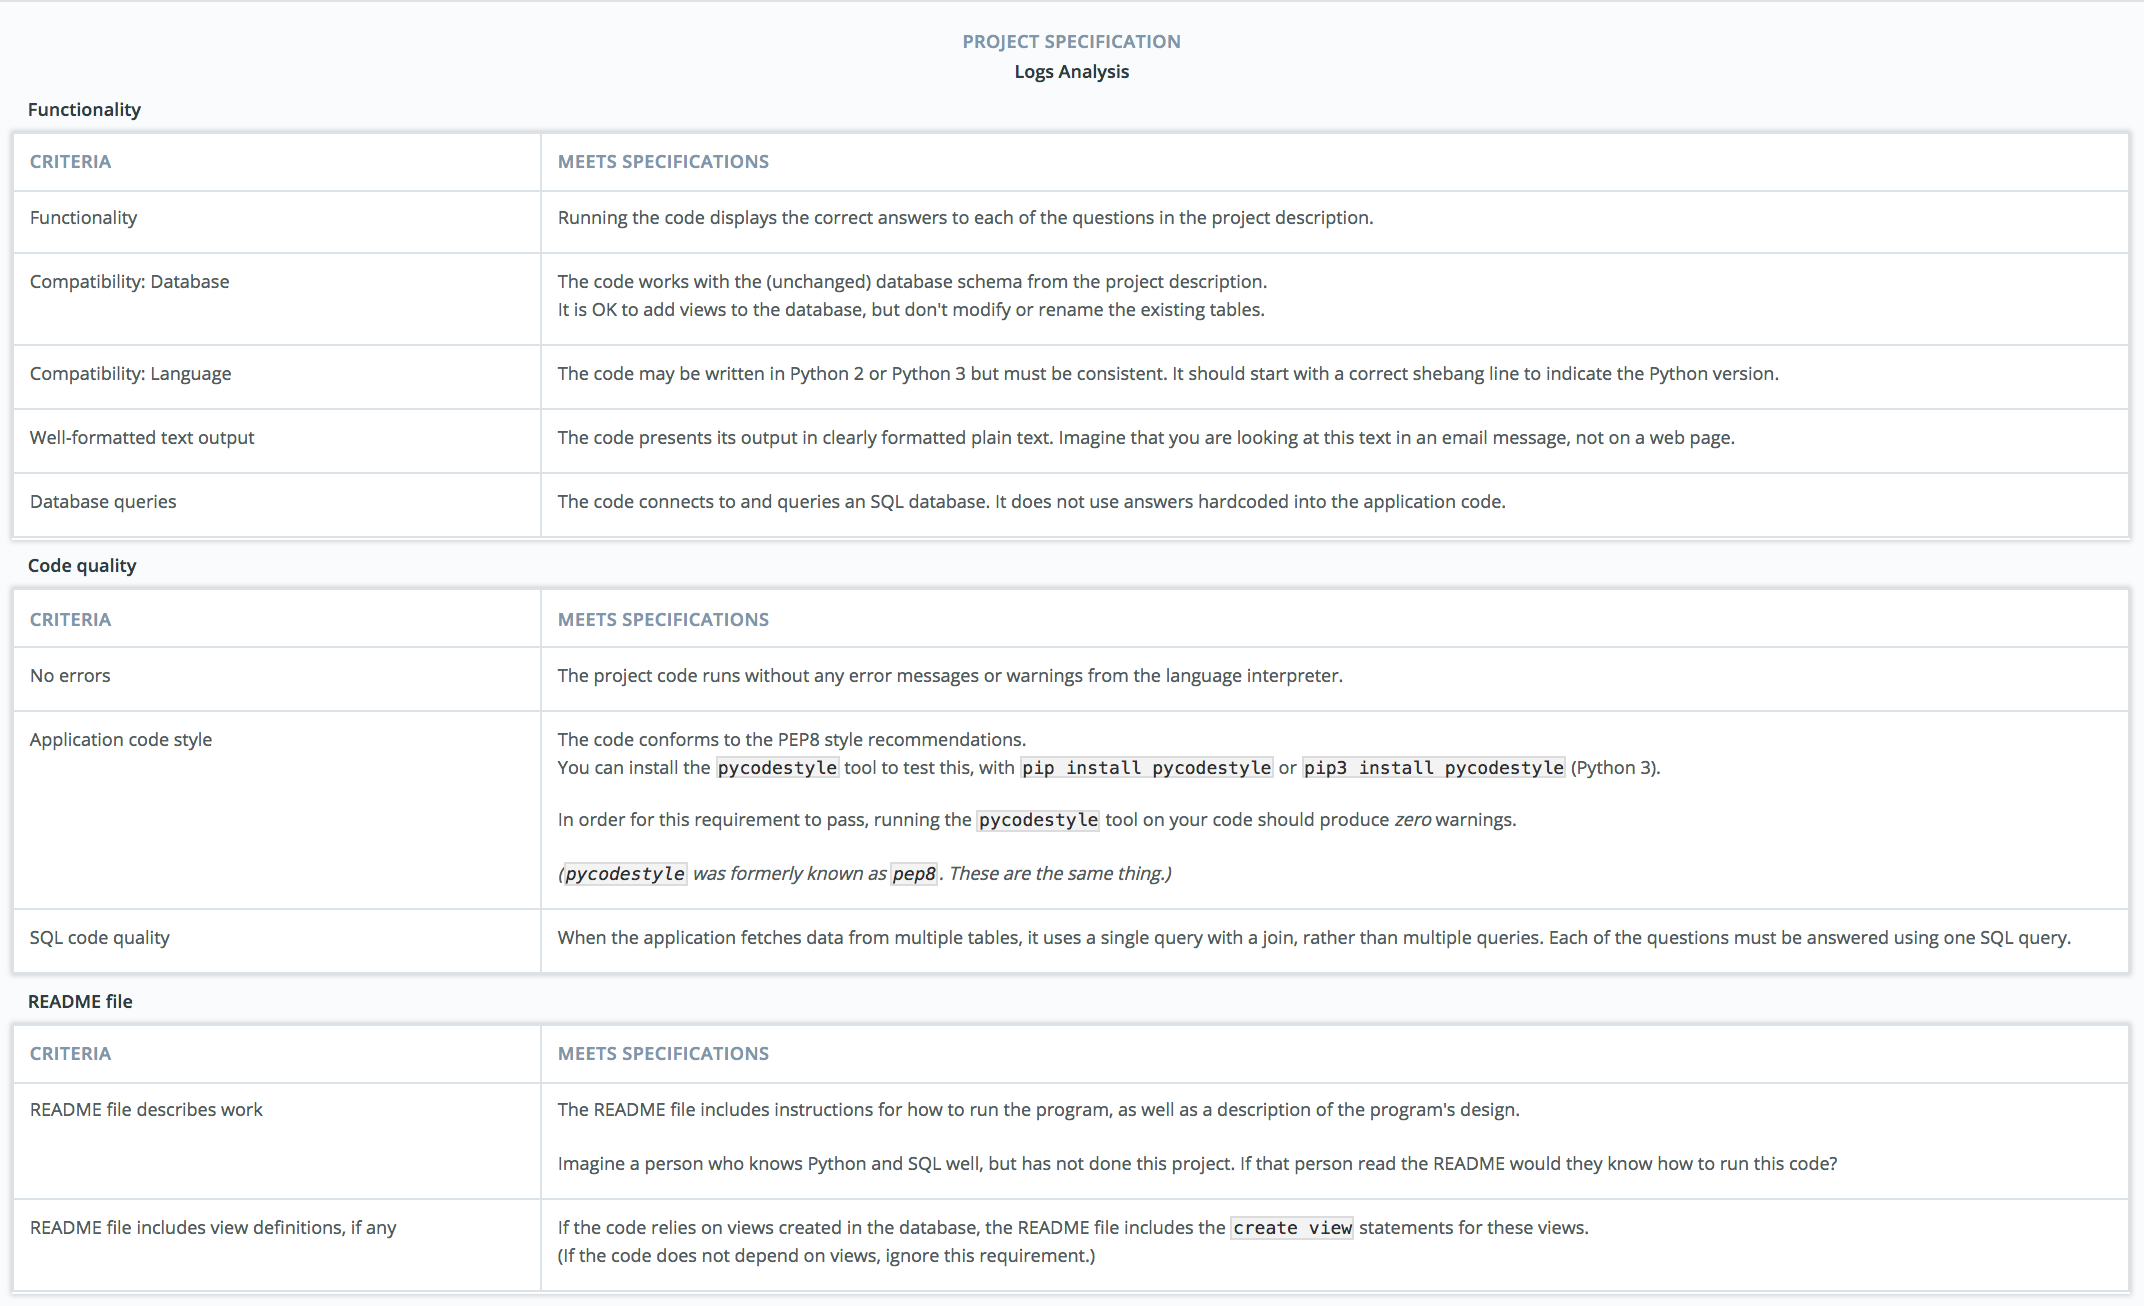 PROJECT SPECIFICATION
Logs Analysis
Functionality
CRITERIA
MEETS SPECIFICATIONS
Functionality
Running the code displays the correct answers to each of the questions in the project description.
Compatibility: Database
The code works with the (unchanged) database schema from the project description.
It is OK to add views to the database, but don't modify or rename the existing tables.
Compatibility: Language
The code may be written in Python 2 or Python 3 but must be consistent. It should start with a correct shebang line to indicate the Python version.
Well-formatted text output
The code presents its output in clearly formatted plain text. Imagine that you are looking at this text in an email message, not on a web page.
Database queries
The code connects to and queries an SQL database. It does not use answers hardcoded into the application code.
Code quality
CRITERIA
MEETS SPECIFICATIONS
No errors
The project code runs without any error messages or warnings from the language interpreter.
Application code style
The code conforms to the PEP8 style recommendations.
You can install the pycodestyle tool to test this, with pip install pycodestyle or pip3 install pycodestyle (Python 3).
In order for this requirement to pass, running the pycodestyle tool on your code should produce zero warnings.
(pycodestyle was formerly known as pep8. These are the same thing.)
SQL code quality
When the application fetches data from multiple tables, it uses a single query with a join, rather than multiple queries. Each of the questions must be answered using one SQL query.
README file
CRITERIA
MEETS SPECIFICATIONS
README file describes work
The README file includes instructions for how to run the program, as well as a description of the program's design.
Imagine a person who knows Python and SQL well, but has not done this project. If that person read the README would they know how to run this code?
README file includes view definitions, if any
If the code relies on views created in the database, the README file includes the create view statements for these views.
(If the code does not depend on views, ignore this requirement.)